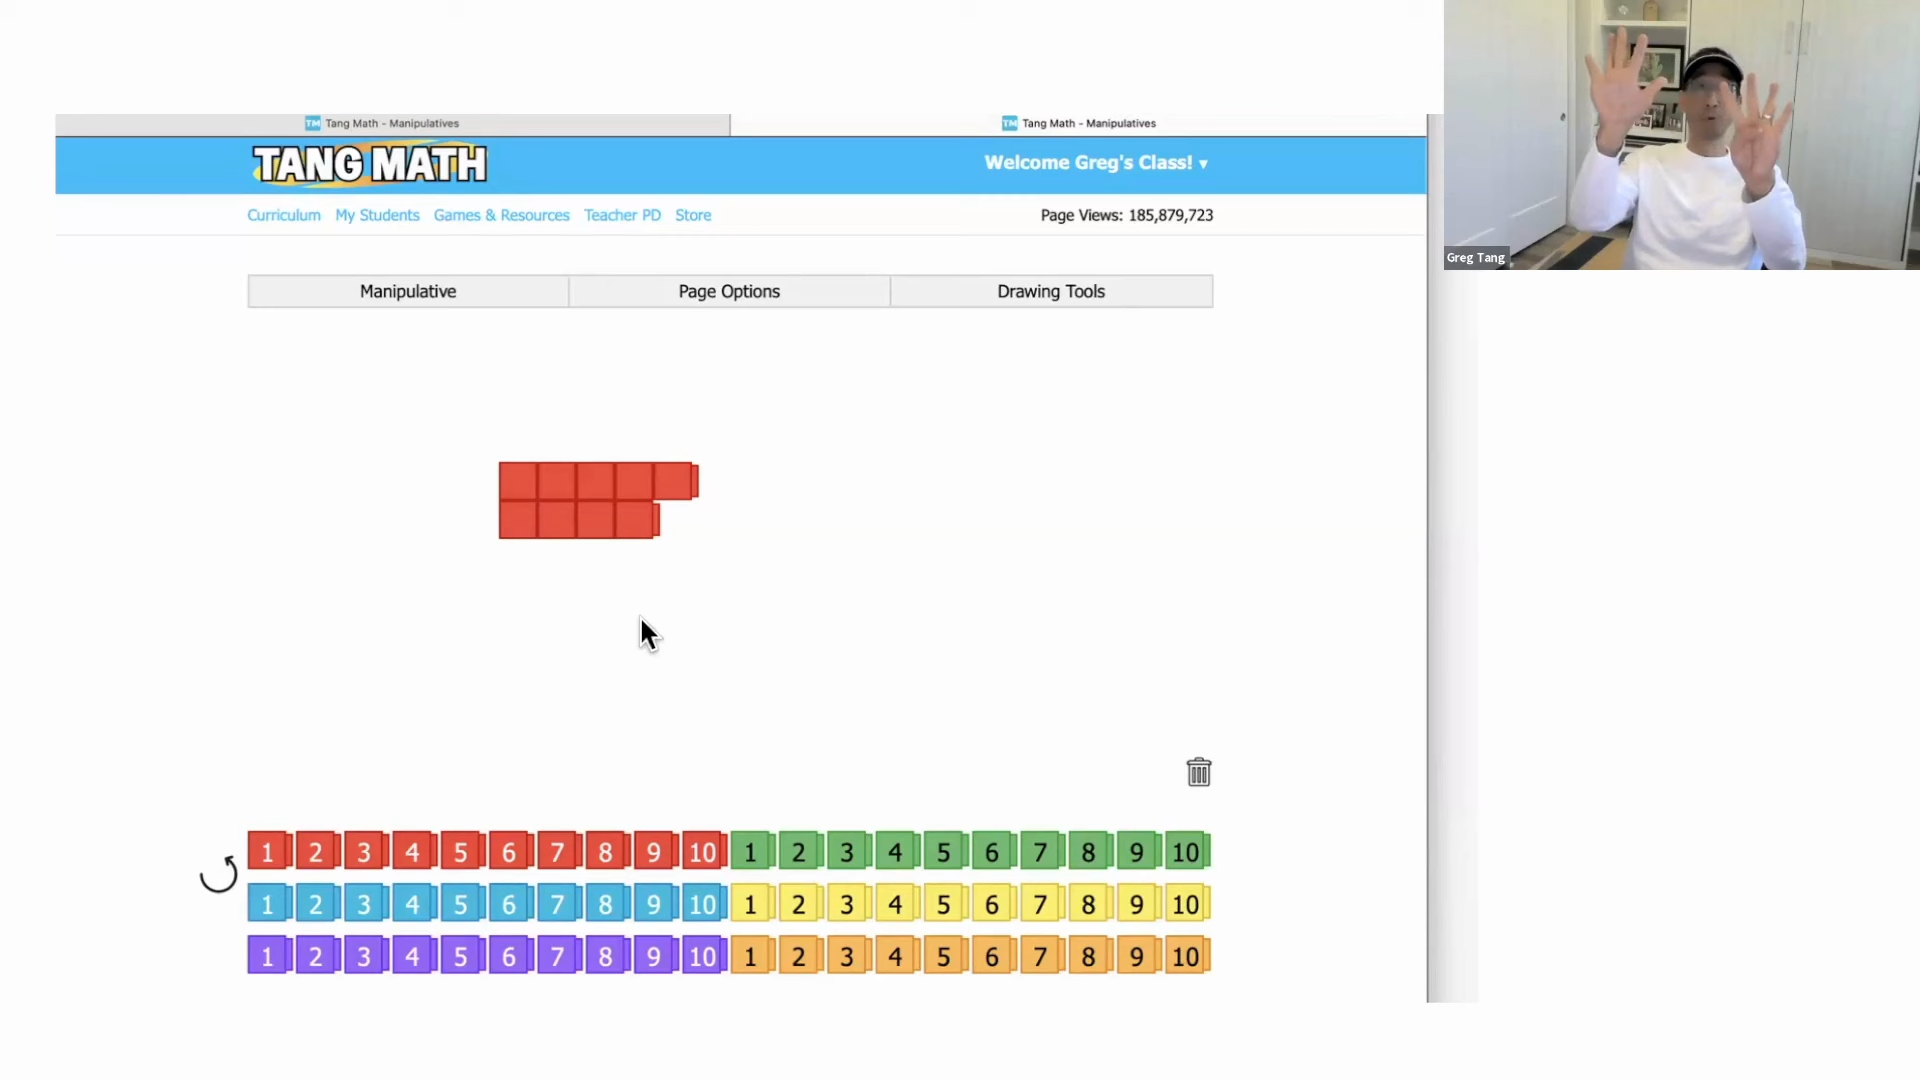 TM Tang Math - Manipulatives
TM Tang Math - Manipulatives
TANG MATH
Welcome Greg's Class! ▾
Curriculum My Students Games & Resources Teacher PD Store
Page Views: 185,879,723
Manipulative Page Options Drawing Tools
1 2 3 4 5 6 7 8 9 10 1 2 3 4 5 6 7 8 9 10
1 2 3 4 5 6 7 8 9 10 1 2 3 4 5 6 7 8 9 10
1 2 3 4 5 6 7 8 9 10 1 2 3 4 5 6 7 8 9 10
Greg Tang